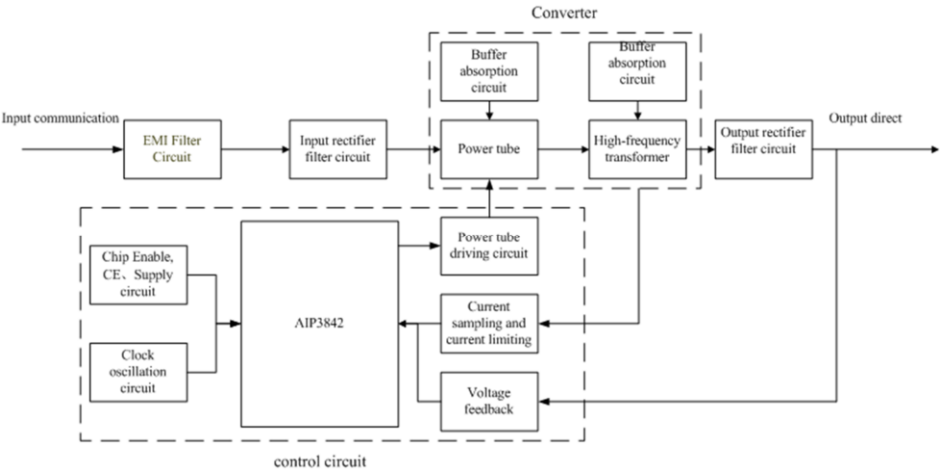 Converter
Buffer
absorption
circuit
Buffer
absorption
circuit
Input communication
EMI Filter
Circuit
Input rectifier
filter circuit
Power tube
High-frequency
transformer
Output rectifier
filter circuit
Output direct
Chip Enable,
CE、Supply
circuit
Clock
oscillation
circuit
AIP3842
Power tube
driving circuit
Current
sampling and
current limiting
Voltage
feedback
control circuit